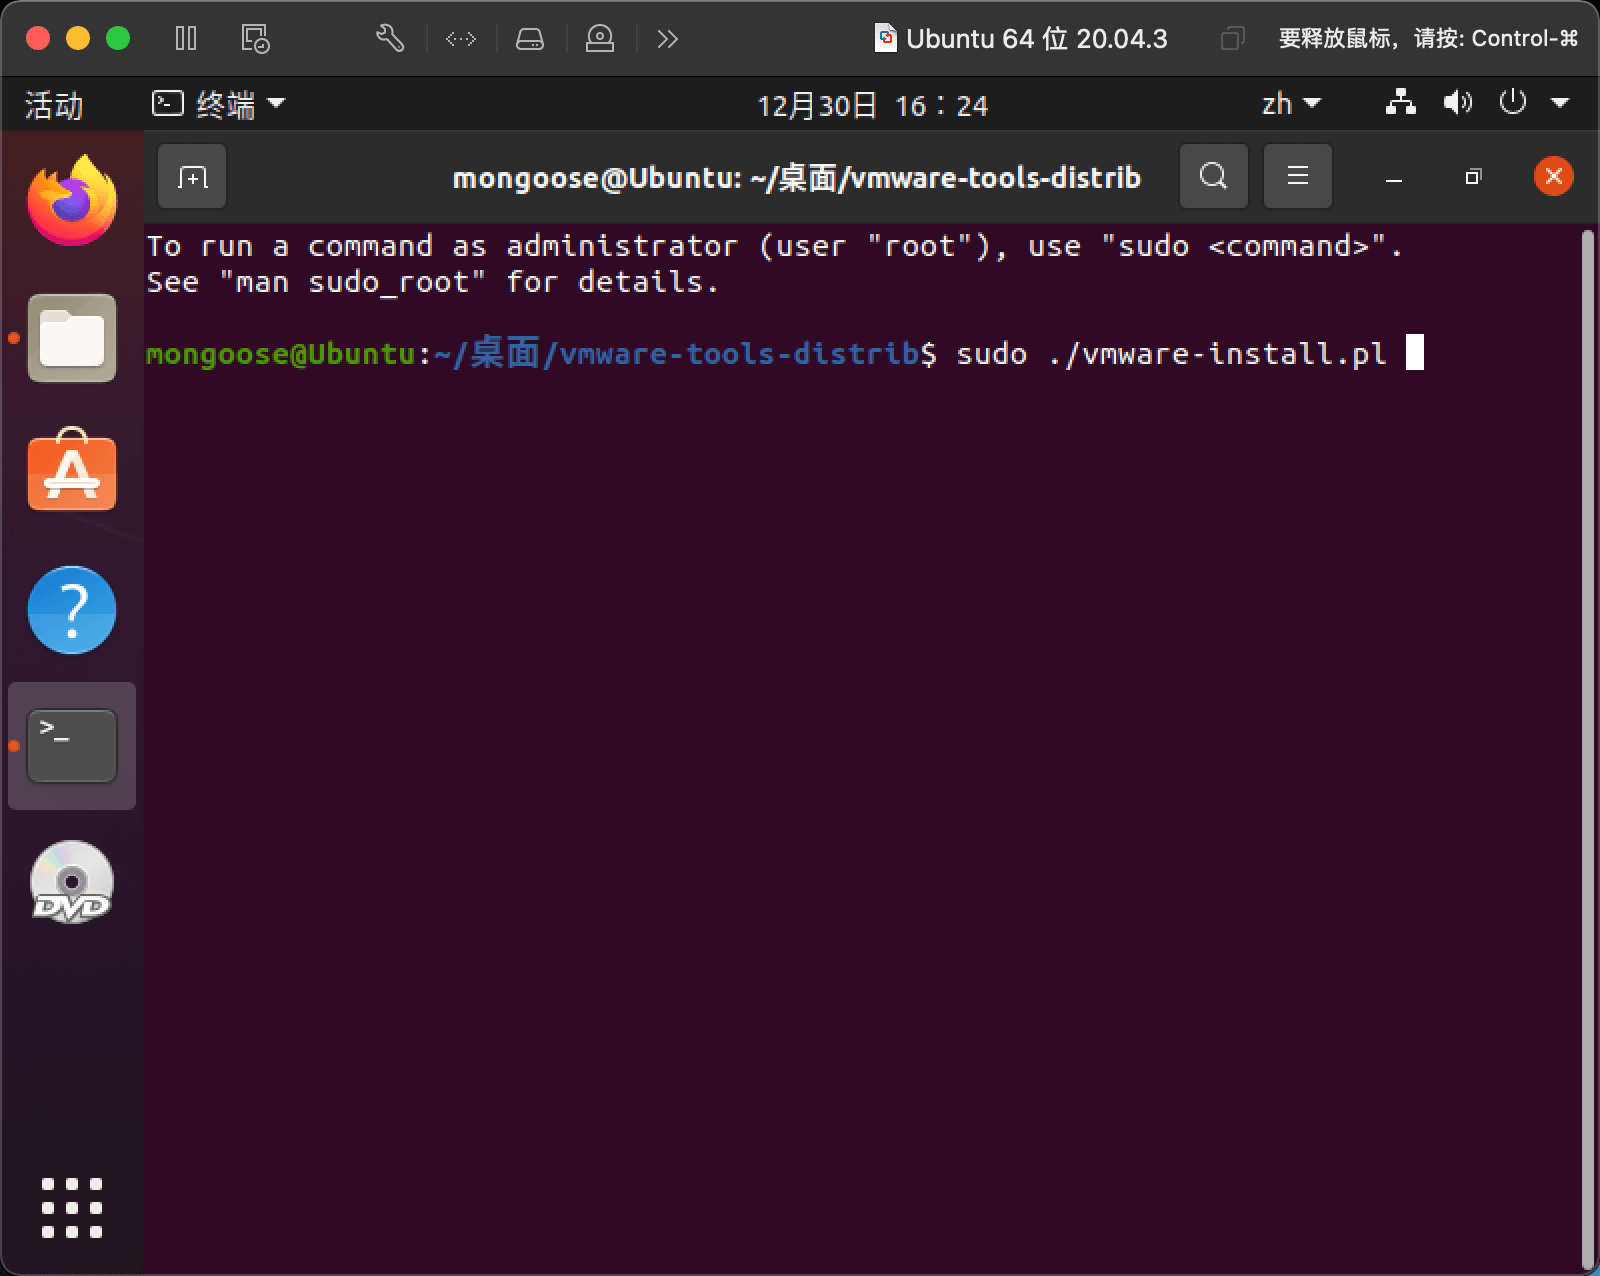 Ubuntu 64 位 20.04.3
要释放鼠标，请按: Control-⌘
活动
终端
12月30日 16：24
zh
mongoose@Ubuntu: ~/桌面/vmware-tools-distrib
To run a command as administrator (user "root"), use "sudo <command>".
See "man sudo_root" for details.
mongoose@Ubuntu:~/桌面/vmware-tools-distrib$ sudo ./vmware-install.pl
DVD